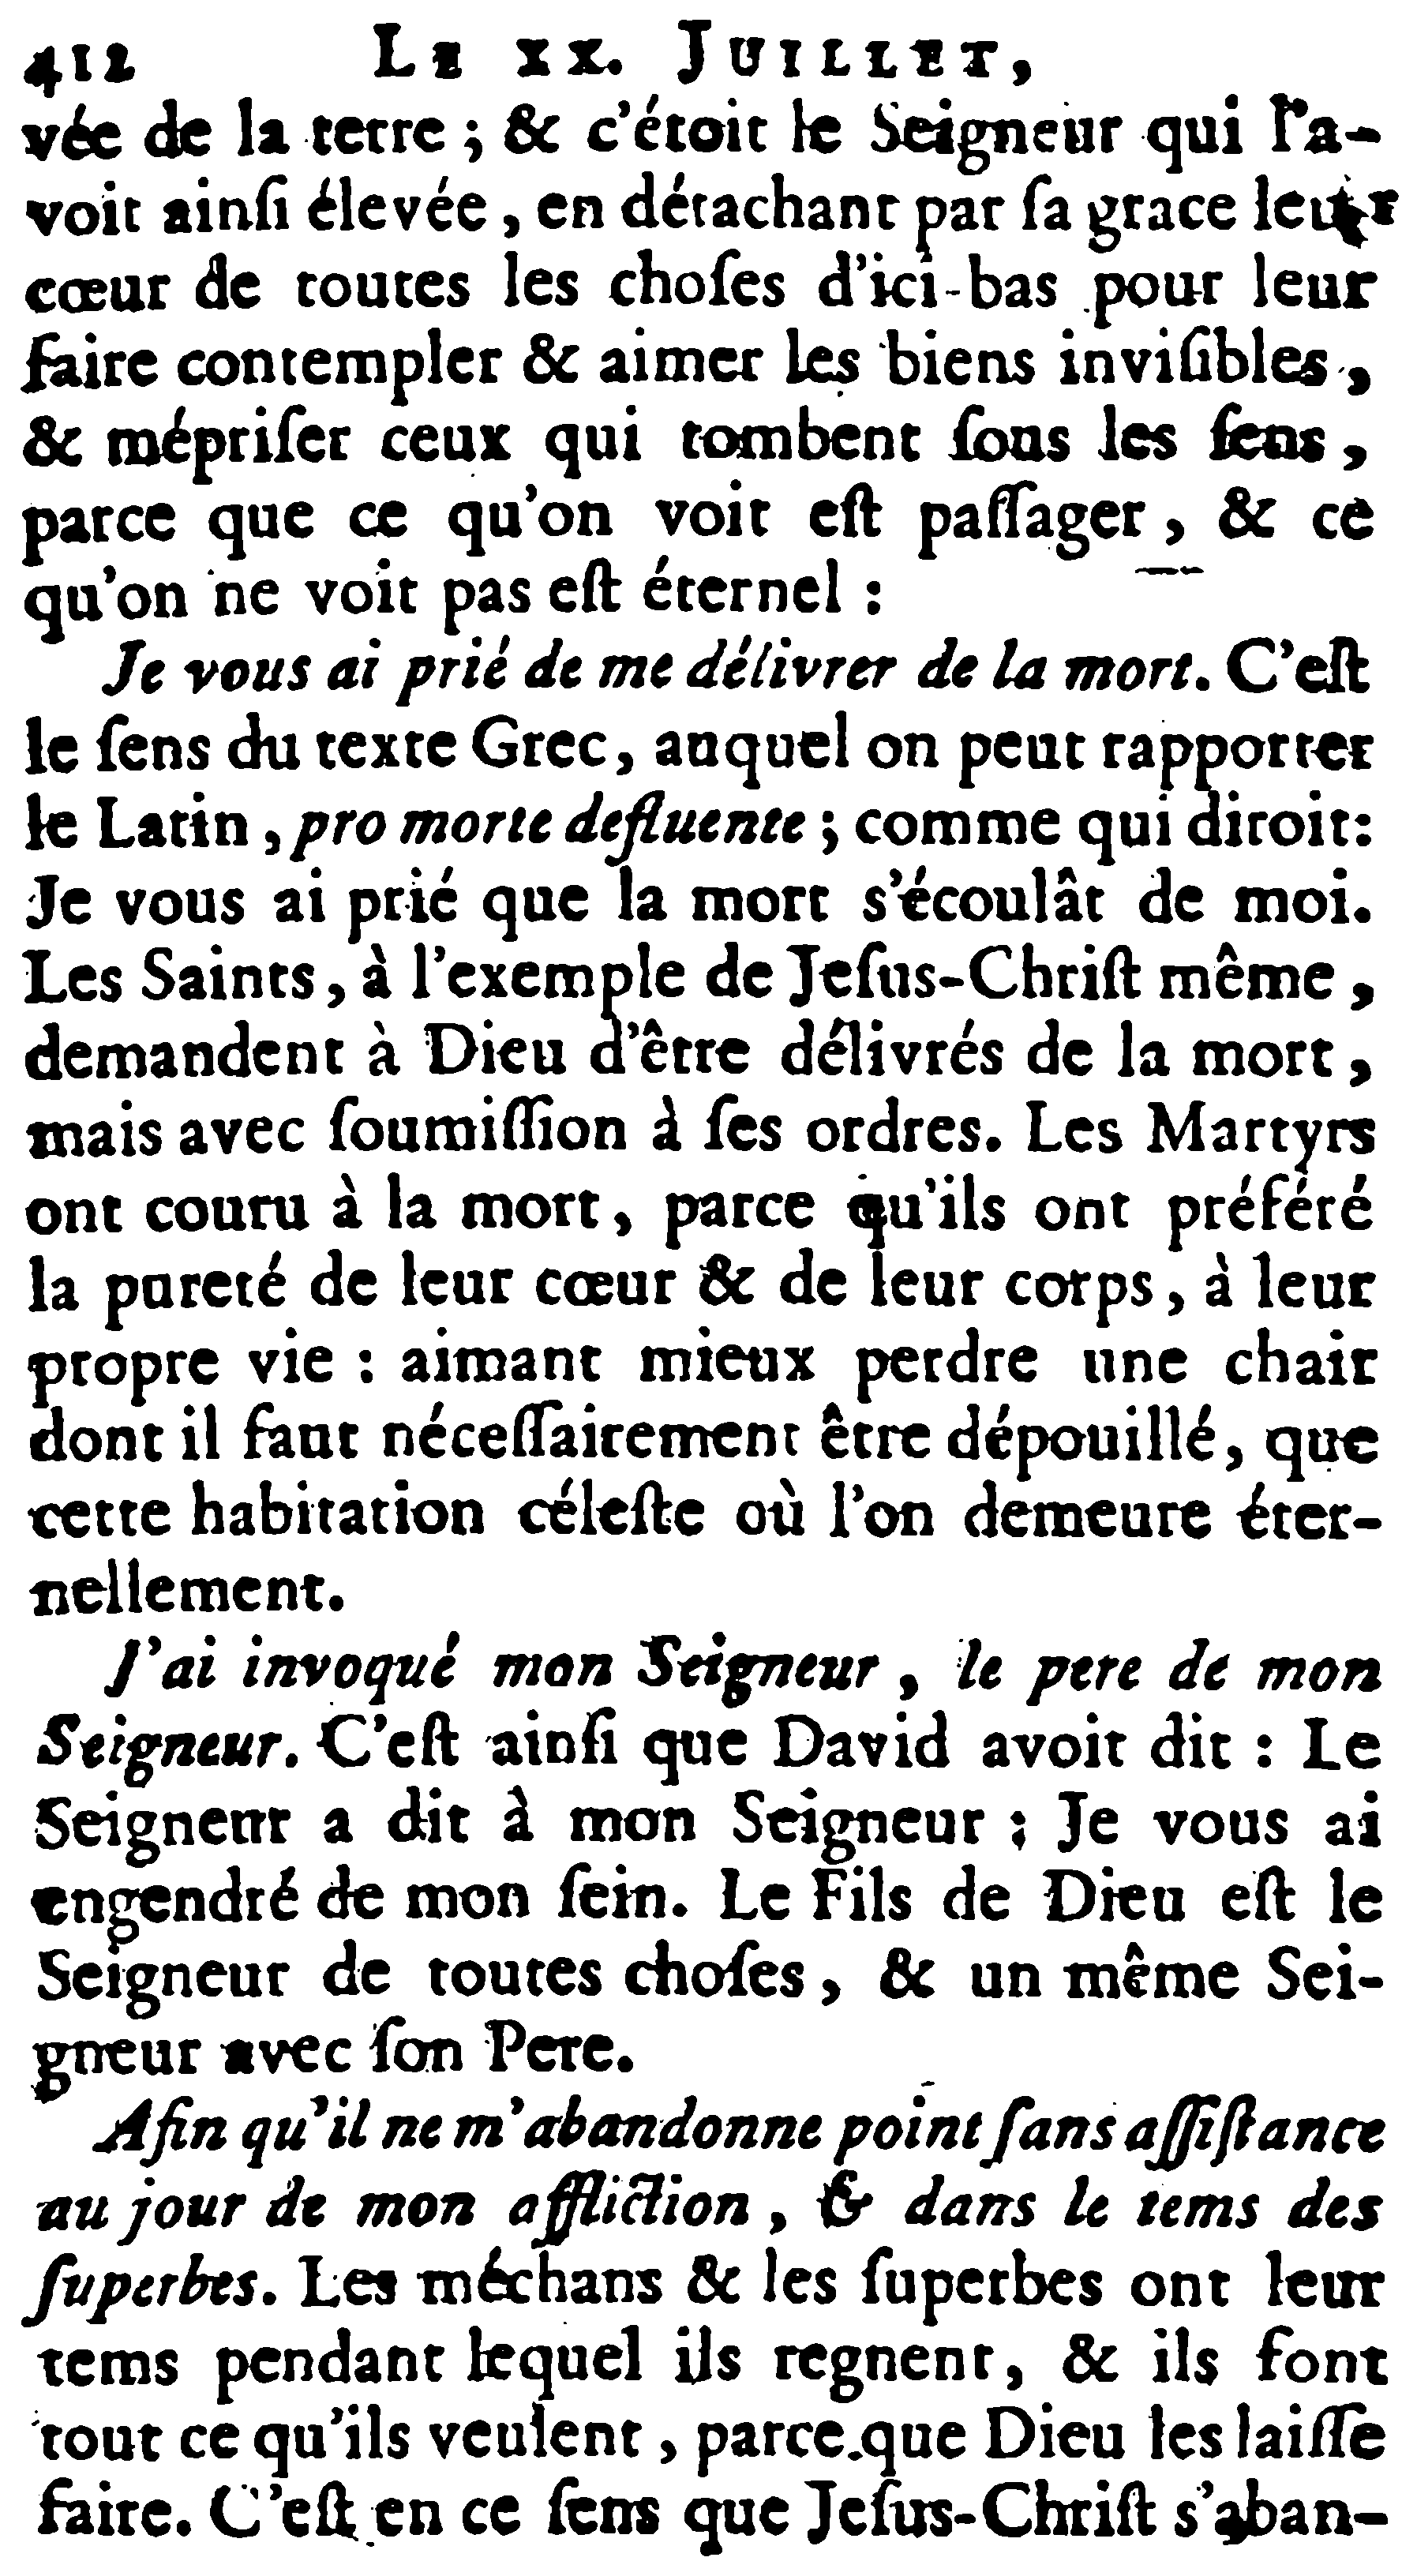 412 LE XX. JUILLET,
vée de la terre ; & c'étoit le Seigneur qui l'a-
voit ainſi élevée, en détachant par ſa grace leur
cœur de toutes les choſes d'ici-bas pour leur
faire contempler & aimer les biens inviſibles,
& mépriſer ceux qui tombent ſous les ſens,
parce que ce qu'on voit eſt paſſager, & ce
qu'on ne voit pas eſt éternel :
Je vous ai prié de me délivrer de la mort. C'eſt
le ſens du texte Grec, auquel on peut rapporter
le Latin, pro morte defluente ; comme qui diroit:
Je vous ai prié que la mort s'écoulât de moi.
Les Saints, à l'exemple de Jeſus-Chriſt même,
demandent à Dieu d'être délivrés de la mort,
mais avec ſoumiſſion à ſes ordres. Les Martyrs
ont couru à la mort, parce qu'ils ont préféré
la pureté de leur cœur & de leur corps, à leur
propre vie : aimant mieux perdre une chair
dont il faut néceſſairement être dépouillé, que
cette habitation céleſte où l'on demeure éter-
nellement.
J'ai invoqué mon Seigneur, le pere de mon
Seigneur. C'eſt ainſi que David avoit dit : Le
Seigneur a dit à mon Seigneur ; Je vous ai
engendré de mon ſein. Le Fils de Dieu eſt le
Seigneur de toutes choſes, & un même Sei-
gneur avec ſon Pere.
Afin qu'il ne m'abandonne point ſans aſſiſtance
au jour de mon affliction, & dans le tems des
ſuperbes. Les méchans & les ſuperbes ont leur
tems pendant lequel ils regnent, & ils font
tout ce qu'ils veulent, parce que Dieu les laiſſe
faire. C'eſt en ce ſens que Jeſus-Chriſt s'aban-